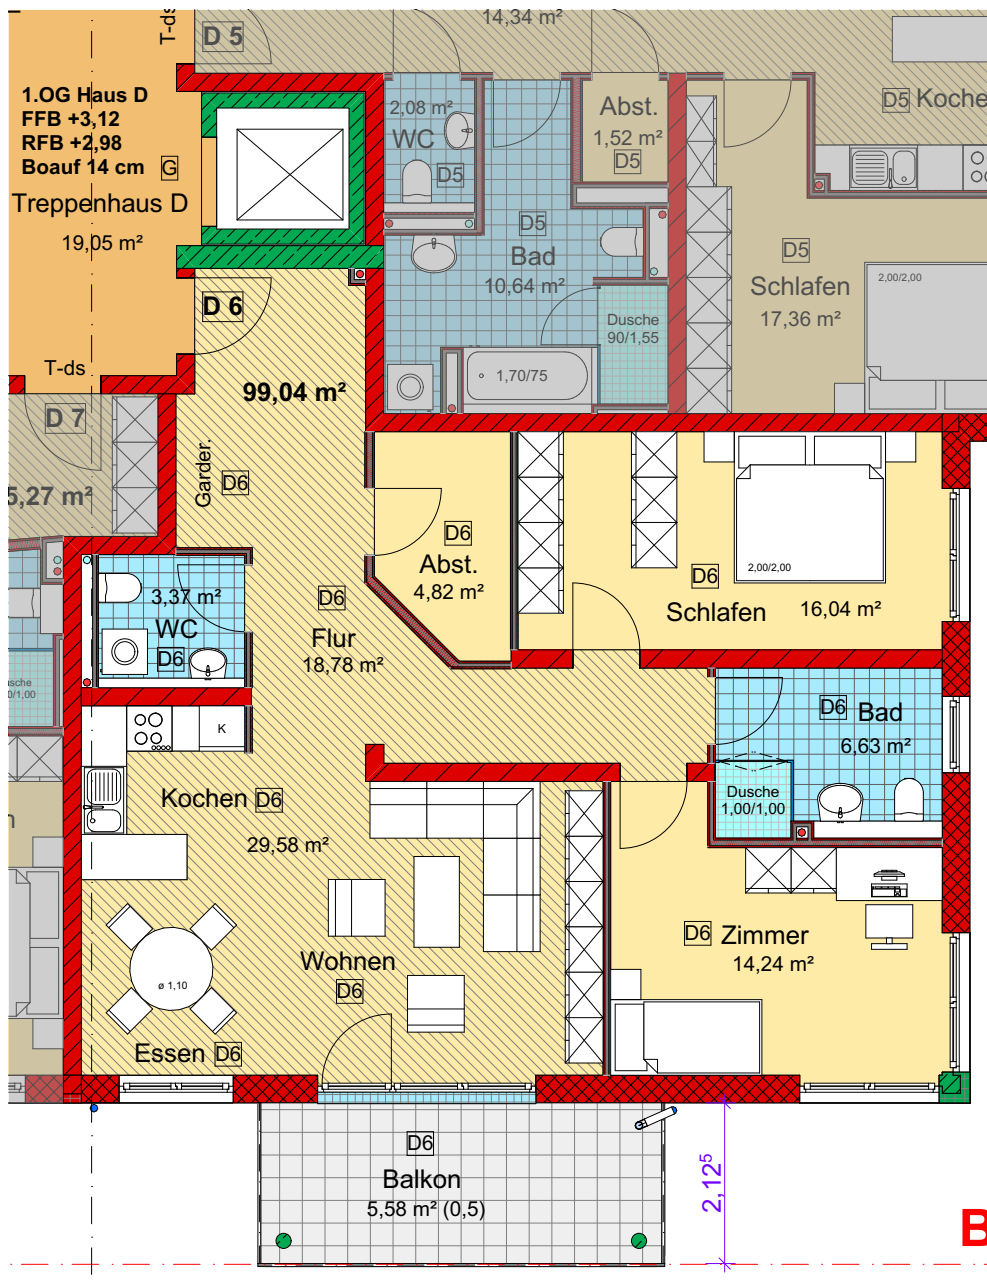 14,34 m²
T-ds
D 5
1.OG Haus D
FFB +3,12
RFB +2,98
Boauf 14 cm
G
Treppenhaus D
19,05 m²
2,08 m²
WC
D5
Abst.
1,52 m²
D5
D5 Koche
D5
Bad
10,64 m²
D5
Schlafen
17,36 m²
2,00/2,00
Dusche
90/1,55
1,70/75
D 6
T-ds
99,04 m²
D 7
5,27 m²
Garder.
D6
D6
Abst.
4,82 m²
D6
Schlafen
16,04 m²
2,00/2,00
3,37 m²
WC
D6
D6
Flur
18,78 m²
D6
Bad
6,63 m²
Dusche
1,00/1,00
K
Kochen D6
29,58 m²
D6
Zimmer
14,24 m²
Wohnen
D6
ø 1,10
Essen D6
D6
Balkon
5,58 m² (0,5)
2,12⁵
B